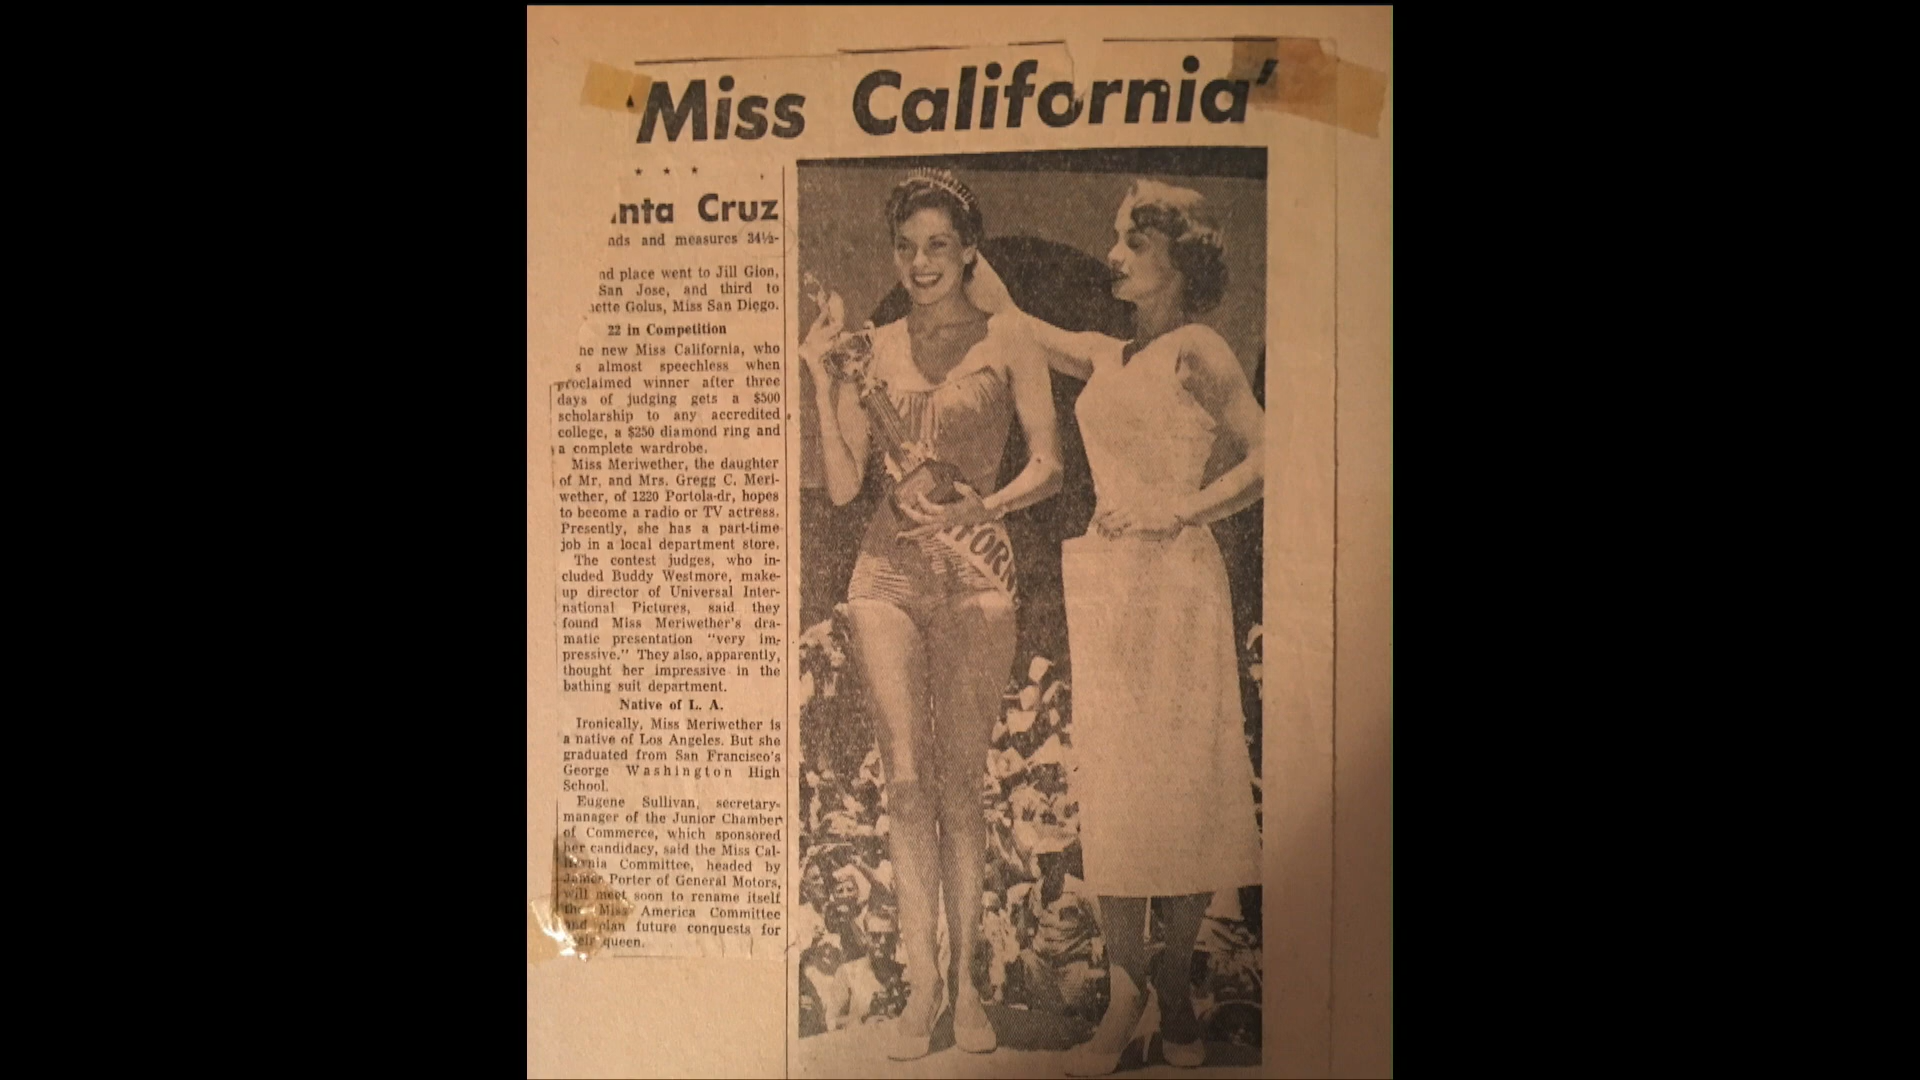 'Miss California'
nta Cruz
nds and measures 34½-
nd place went to Jill Gion,
San Jose, and third to
ette Golus, Miss San Diego.
22 in Competition
he new Miss California, who
s almost speechless when
proclaimed winner after three
days of judging gets a $500
scholarship to any accredited
college, a $250 diamond ring and
a complete wardrobe.
Miss Meriwether, the daughter
of Mr. and Mrs. Gregg C. Meri-
wether, of 1220 Portola-dr, hopes
to become a radio or TV actress.
Presently, she has a part-time
job in a local department store.
The contest judges, who in-
cluded Buddy Westmore, make-
up director of Universal Inter-
national Pictures, said they
found Miss Meriwether's dra-
matic presentation "very im-
pressive." They also, apparently,
thought her impressive in the
bathing suit department.
Native of L. A.
Ironically, Miss Meriwether is
a native of Los Angeles. But she
graduated from San Francisco's
George Washington High
School.
Eugene Sullivan, secretary-
manager of the Junior Chamber
of Commerce, which sponsored
her candidacy, said the Miss Cal-
ifornia Committee, headed by
James Porter of General Motors,
will meet soon to rename itself
the Miss America Committee
and plan future conquests for
their queen.
IFORN